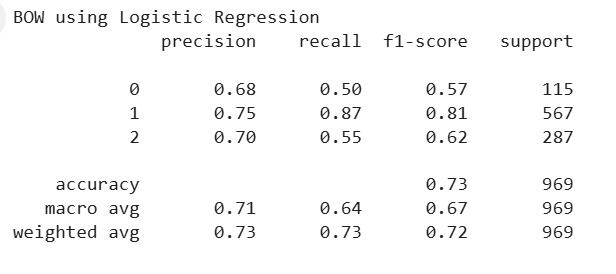 BOW using Logistic Regression
precision recall f1-score support
0 0.68 0.50 0.57 115
1 0.75 0.87 0.81 567
2 0.70 0.55 0.62 287
accuracy 0.73 969
macro avg 0.71 0.64 0.67 969
weighted avg 0.73 0.73 0.72 969